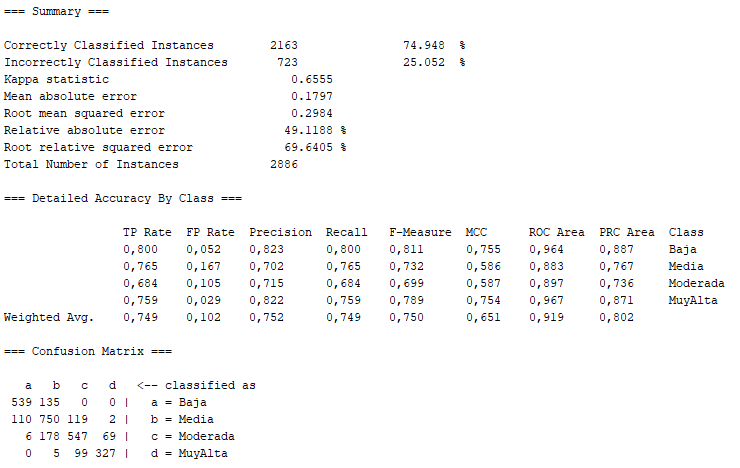 === Summary ===
Correctly Classified Instances 2163 74.948 %
Incorrectly Classified Instances 723 25.052 %
Kappa statistic 0.6555
Mean absolute error 0.1797
Root mean squared error 0.2984
Relative absolute error 49.1188 %
Root relative squared error 69.6405 %
Total Number of Instances 2886
=== Detailed Accuracy By Class ===
TP Rate FP Rate Precision Recall F-Measure MCC ROC Area PRC Area Class
0,800 0,052 0,823 0,800 0,811 0,755 0,964 0,887 Baja
0,765 0,167 0,702 0,765 0,732 0,586 0,883 0,767 Media
0,684 0,105 0,715 0,684 0,699 0,587 0,897 0,736 Moderada
0,759 0,029 0,822 0,759 0,789 0,754 0,967 0,871 MuyAlta
Weighted Avg. 0,749 0,102 0,752 0,749 0,750 0,651 0,919 0,802
=== Confusion Matrix ===
a b c d <-- classified as
539 135 0 0 | a = Baja
110 750 119 2 | b = Media
6 178 547 69 | c = Moderada
0 5 99 327 | d = MuyAlta